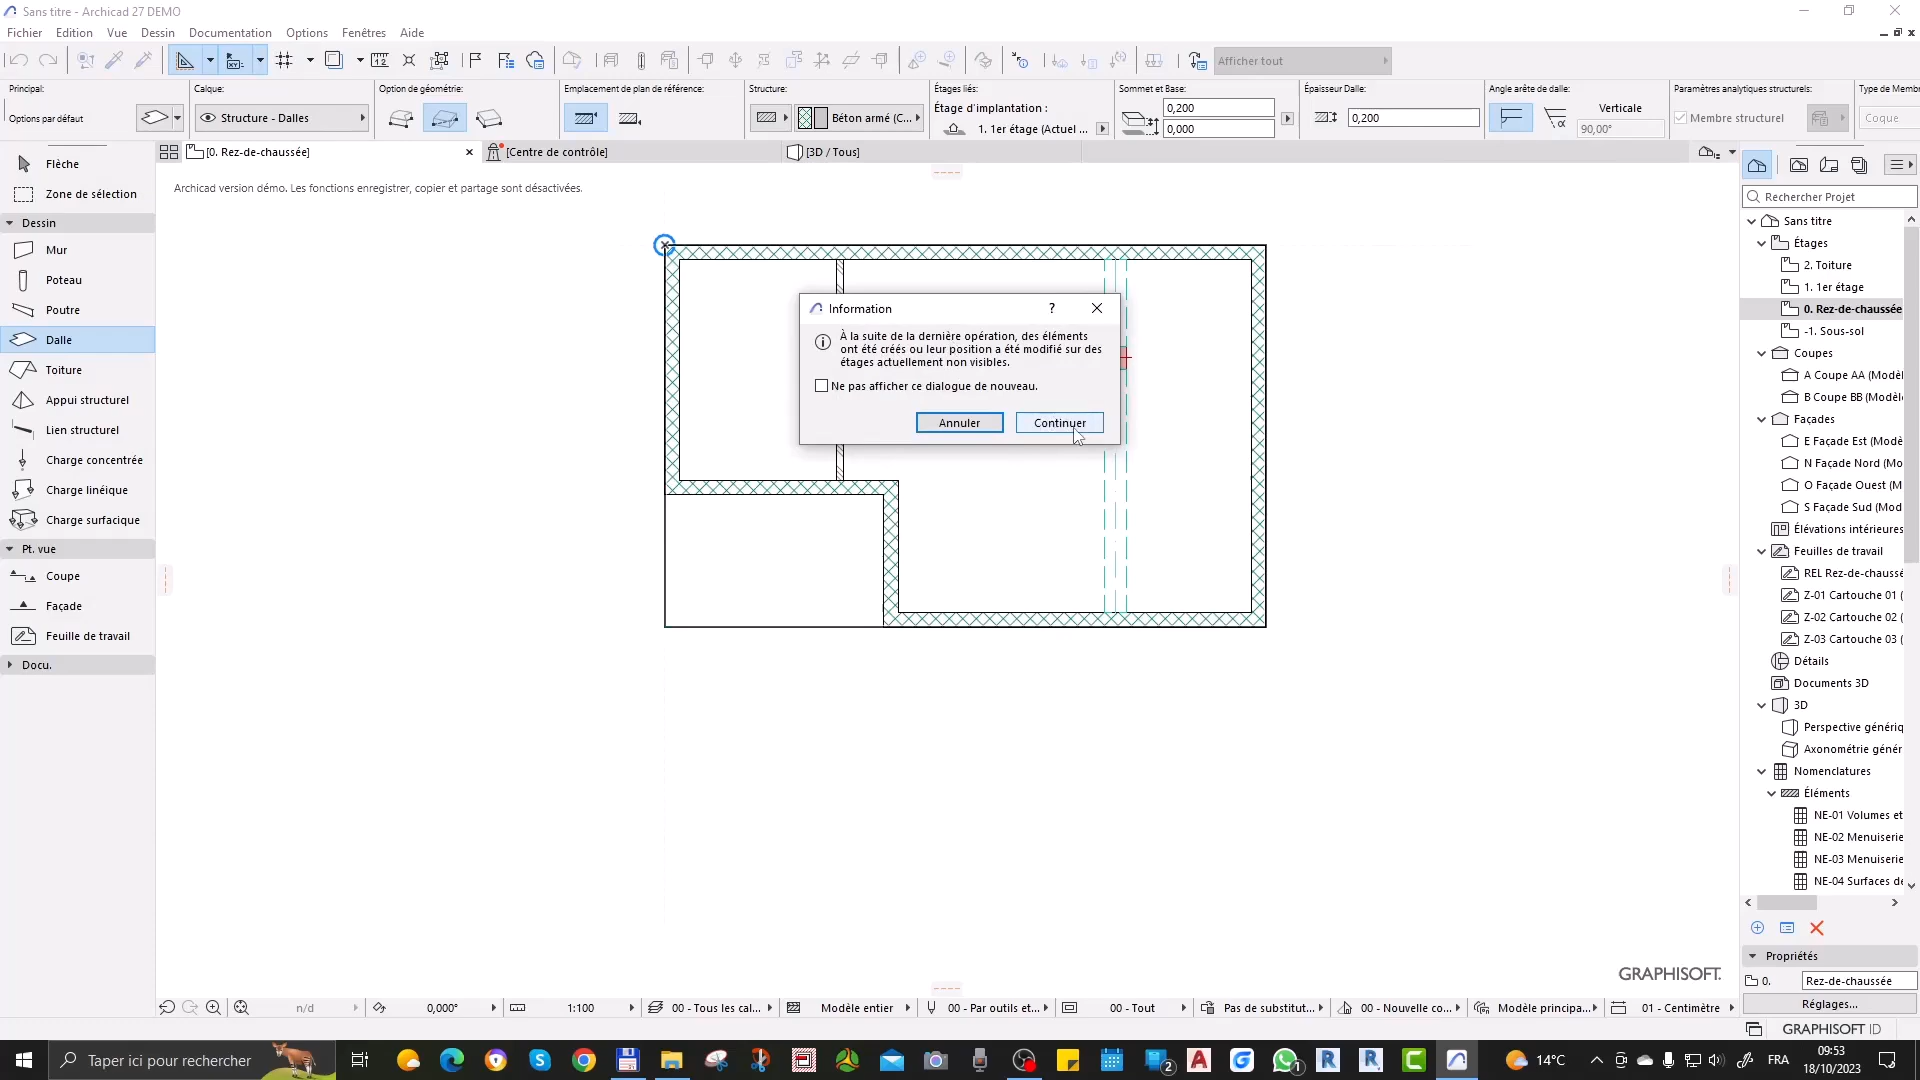 Sans titre - Archicad 27 DEMO
Fichier Edition Vue Dessin Documentation Options Fenêtres Aide
Afficher tout
Principal: Calque: Option de géométrie: Emplacement de plan de référence: Structure: Étages liés: Sommet et Base: Épaisseur Dalle: Angle arête de dalle: Paramètres analytiques structurels: Type de Memb
Étage d'implantation : 0,200 Verticale
Options par défaut Structure - Dalles Béton armé (C... 0,200 Membre structurel Coque
1. 1er étage (Actuel ... 0,000 90,00°
[0. Rez-de-chaussée] [Centre de contrôle] [3D / Tous]
Archicad version démo. Les fonctions enregistrer, copier et partage sont désactivées.
Flèche
Zone de sélection
Dessin
Mur
Poteau
Poutre
Dalle
Toiture
Appui structurel
Lien structurel
Charge concentrée
Charge linéique
Charge surfacique
Pt. vue
Coupe
Façade
Feuille de travail
Docu.
Information
À la suite de la dernière opération, des éléments
ont été créés ou leur position a été modifié sur des
étages actuellement non visibles.
Ne pas afficher ce dialogue de nouveau.
Annuler Continuer
Rechercher Projet
Sans titre
Étages
2. Toiture
1. 1er étage
0. Rez-de-chaussée
-1. Sous-sol
Coupes
A Coupe AA (Modèl
B Coupe BB (Modèle
Façades
E Façade Est (Modè
N Façade Nord (Mo
O Façade Ouest (M
S Façade Sud (Mod
Élévations intérieures
Feuilles de travail
REL Rez-de-chaussé
Z-01 Cartouche 01 (
Z-02 Cartouche 02 (
Z-03 Cartouche 03 (
Détails
Documents 3D
3D
Perspective génériq
Axonométrie génér
Nomenclatures
Éléments
NE-01 Volumes et
NE-02 Menuiserie
NE-03 Menuiserie
NE-04 Surfaces de
Propriétés
0. Rez-de-chaussée
Réglages...
GRAPHISOFT.
n/d 0,000° 1:100 00 - Tous les cal... Modèle entier 00 - Par outils et... 00 - Tout Pas de substitut... 00 - Nouvelle co... Modèle principa... 01 - Centimètre
GRAPHISOFT ID
Taper ici pour rechercher 2 1 14°C FRA 09:53
18/10/2023